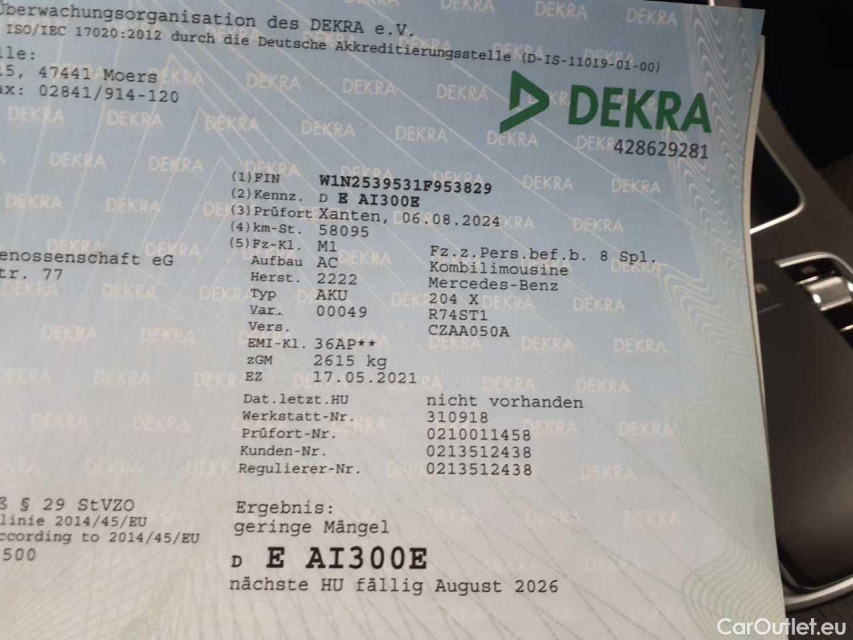 Überwachungsorganisation des DEKRA e.V.
ISO/IEC 17020:2012 durch die Deutsche Akkreditierungsstelle (D-IS-11019-01-00)
lle:
15, 47441 Moers
ax: 02841/914-120
DEKRA
428629281
(1) FIN W1N2539531F953829
(2) Kennz. D E AI300E
(3) Prüfort Xanten, 06.08.2024
(4) km-St. 58095
(5) Fz-Kl. M1 Fz.z.Pers.bef.b. 8 Spl.
Aufbau AC Kombilimousine
Herst. 2222 Mercedes-Benz
Typ AKU 204 X
Var. 00049 R74ST1
Vers. CZAA050A
EMI-Kl. 36AP**
zGM 2615 kg
EZ 17.05.2021
enossenschaft eG
tr. 77
Dat.letzt.HU nicht vorhanden
Werkstatt-Nr. 310918
Prüfort-Nr. 0210011458
Kunden-Nr. 0213512438
Regulierer-Nr. 0213512438
ß § 29 StVZO
linie 2014/45/EU
ccording to 2014/45/EU
500
Ergebnis:
geringe Mängel
D E AI300E
nächste HU fällig August 2026
CarOutlet.eu